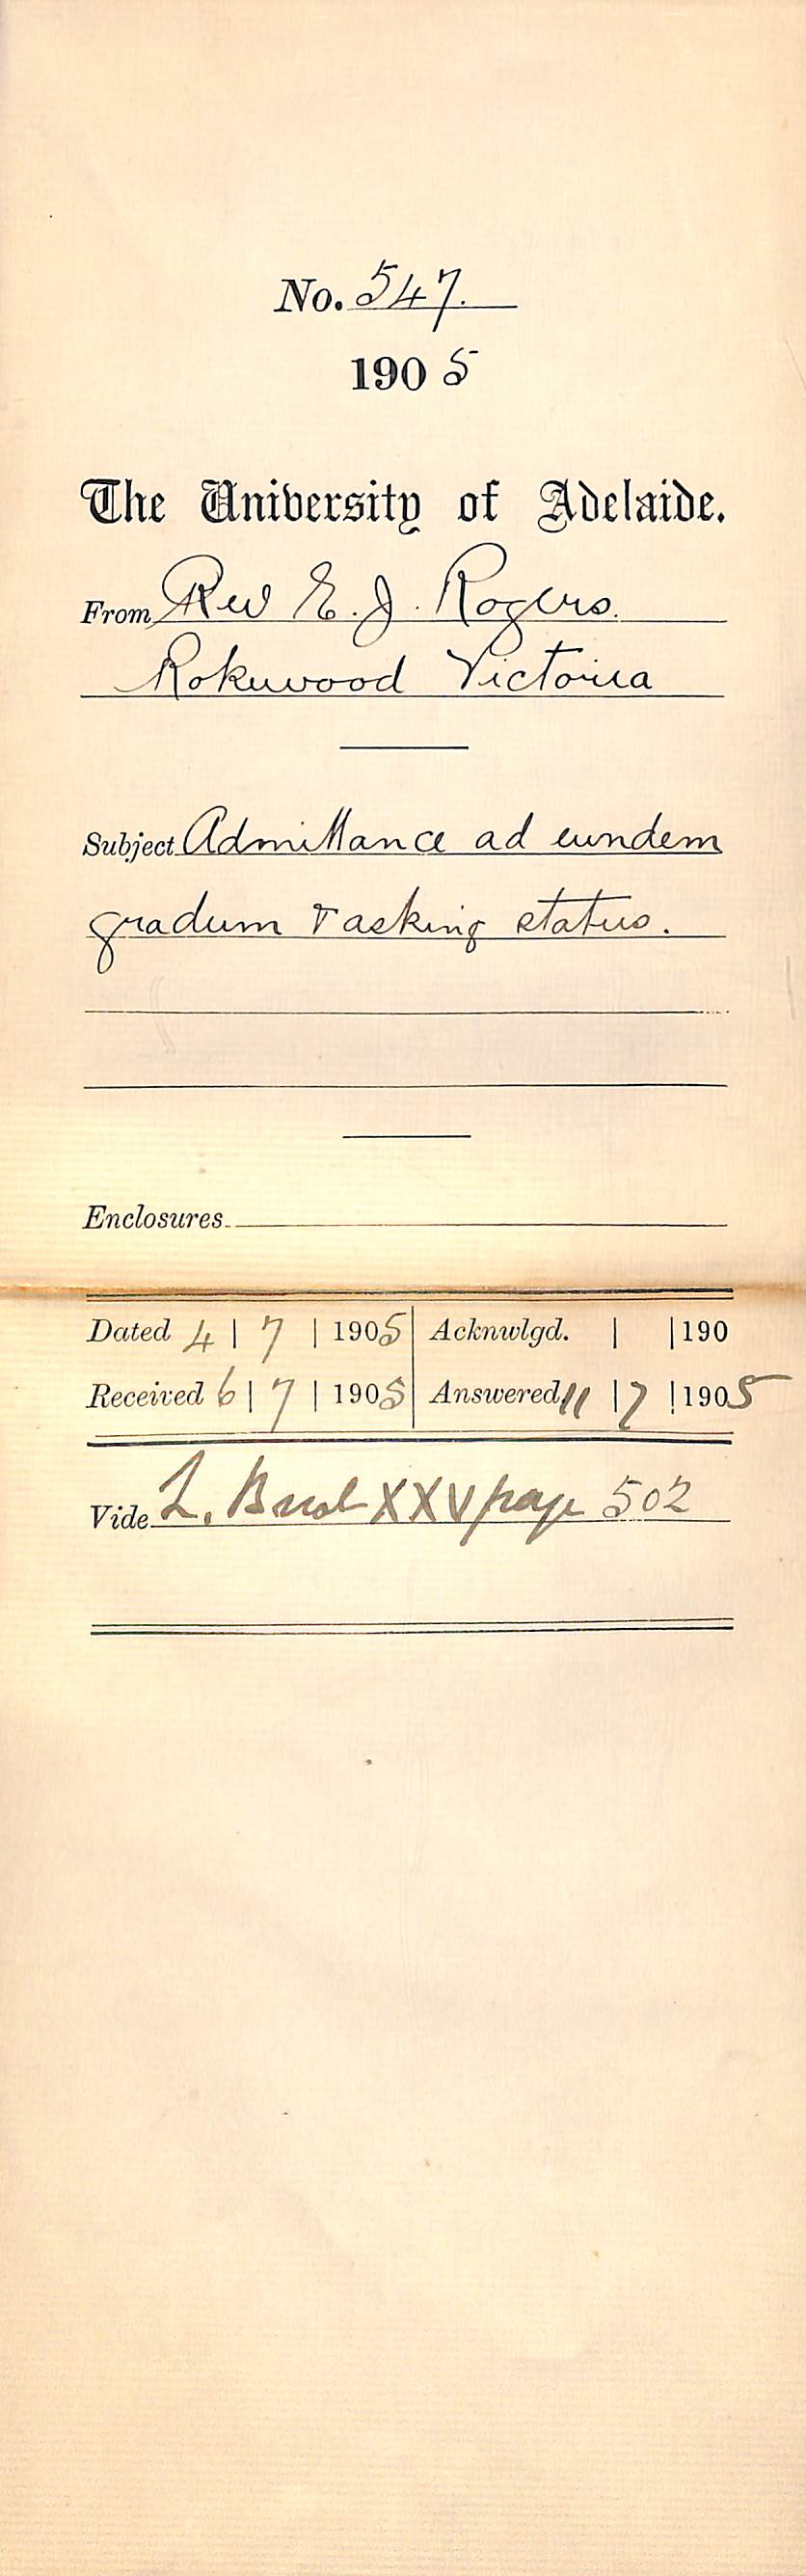 No. 547.
1905
The University of Adelaide.
From Rev E. J. Rogers.
Rokewood Victoria
Subject Admittance ad eundem
gradum & asking status.
Enclosures
Dated 4 | 7 | 1905 Acknwlgd. | | 190
Received 6 | 7 | 1905 Answered 11 | 7 | 1905
Vide L. Book XXV page 502